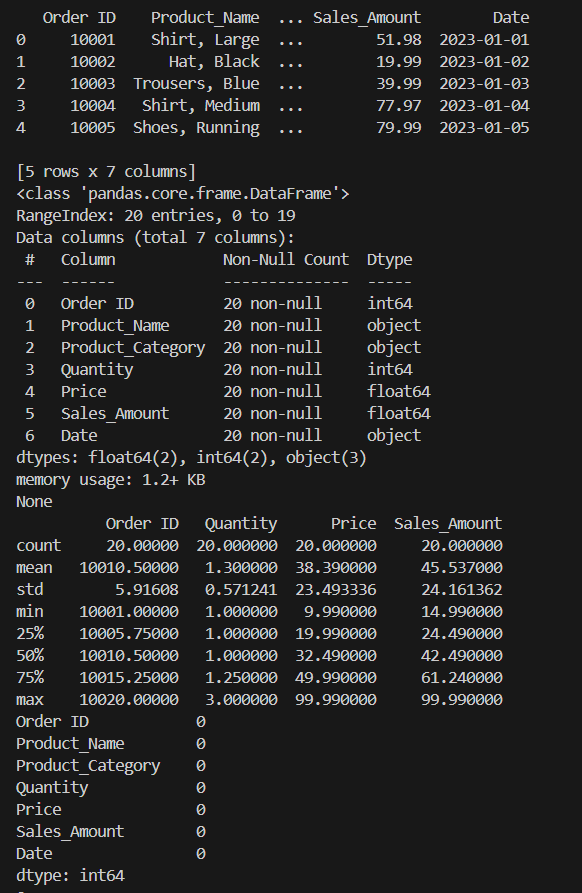 Order ID    Product_Name  ... Sales_Amount        Date
0     10001    Shirt, Large  ...        51.98  2023-01-01
1     10002      Hat, Black  ...        19.99  2023-01-02
2     10003  Trousers, Blue  ...        39.99  2023-01-03
3     10004   Shirt, Medium  ...        77.97  2023-01-04
4     10005  Shoes, Running  ...        79.99  2023-01-05

[5 rows x 7 columns]
<class 'pandas.core.frame.DataFrame'>
RangeIndex: 20 entries, 0 to 19
Data columns (total 7 columns):
 #   Column            Non-Null Count  Dtype
---  ------            --------------  -----
 0   Order ID          20 non-null     int64
 1   Product_Name      20 non-null     object
 2   Product_Category  20 non-null     object
 3   Quantity          20 non-null     int64
 4   Price             20 non-null     float64
 5   Sales_Amount      20 non-null     float64
 6   Date              20 non-null     object
dtypes: float64(2), int64(2), object(3)
memory usage: 1.2+ KB
None
          Order ID   Quantity      Price  Sales_Amount
count     20.00000  20.000000  20.000000     20.000000
mean   10010.50000   1.300000  38.390000     45.537000
std        5.91608   0.571241  23.493336     24.161362
min    10001.00000   1.000000   9.990000     14.990000
25%    10005.75000   1.000000  19.990000     24.490000
50%    10010.50000   1.000000  32.490000     42.490000
75%    10015.25000   1.250000  49.990000     61.240000
max    10020.00000   3.000000  99.990000     99.990000
Order ID            0
Product_Name        0
Product_Category    0
Quantity            0
Price               0
Sales_Amount        0
Date                0
dtype: int64